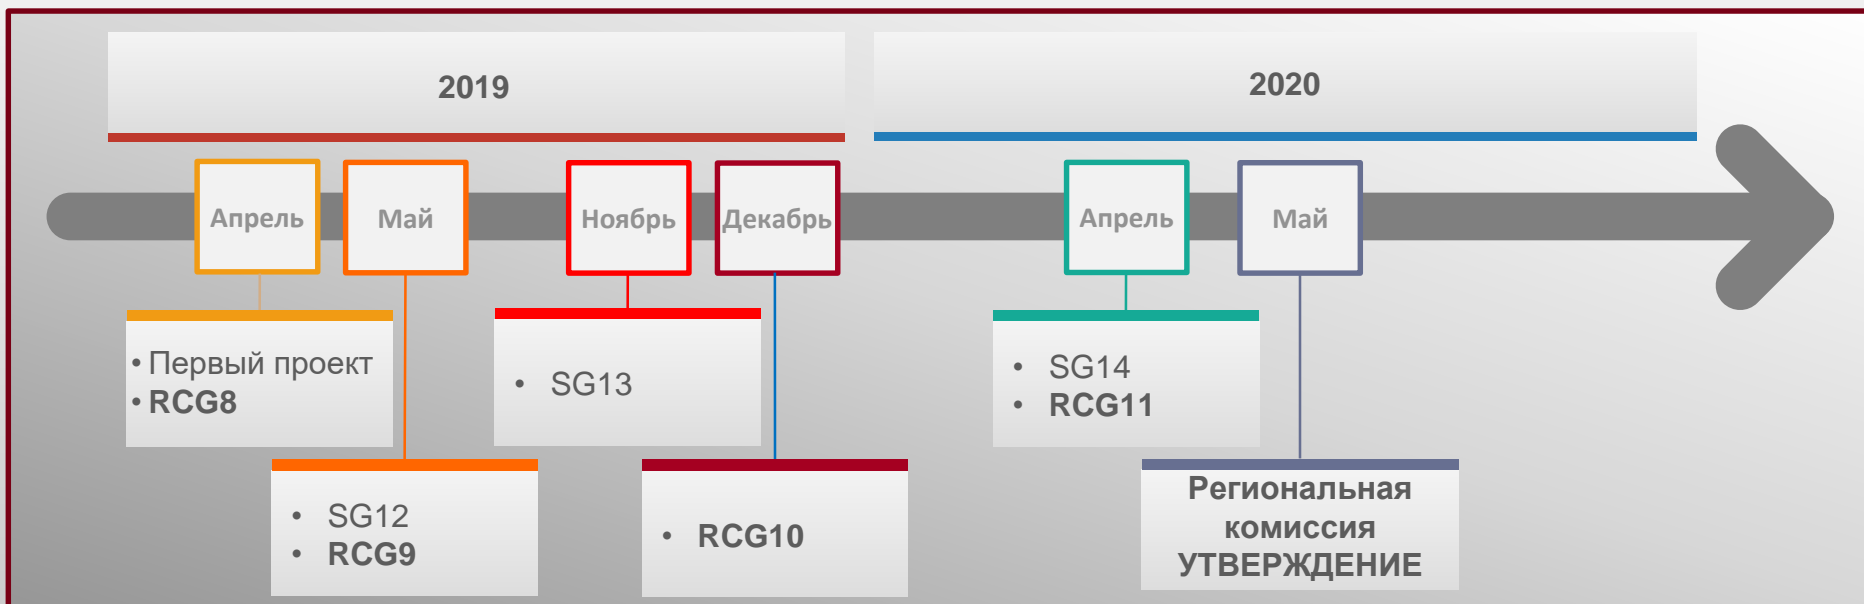 2019
2020
Апрель
Май
Ноябрь
Декабрь
Апрель
Май
• Первый проект
• RCG8
• SG13
• SG14
• RCG11
• SG12
• RCG9
• RCG10
Региональная
комиссия
УТВЕРЖДЕНИЕ